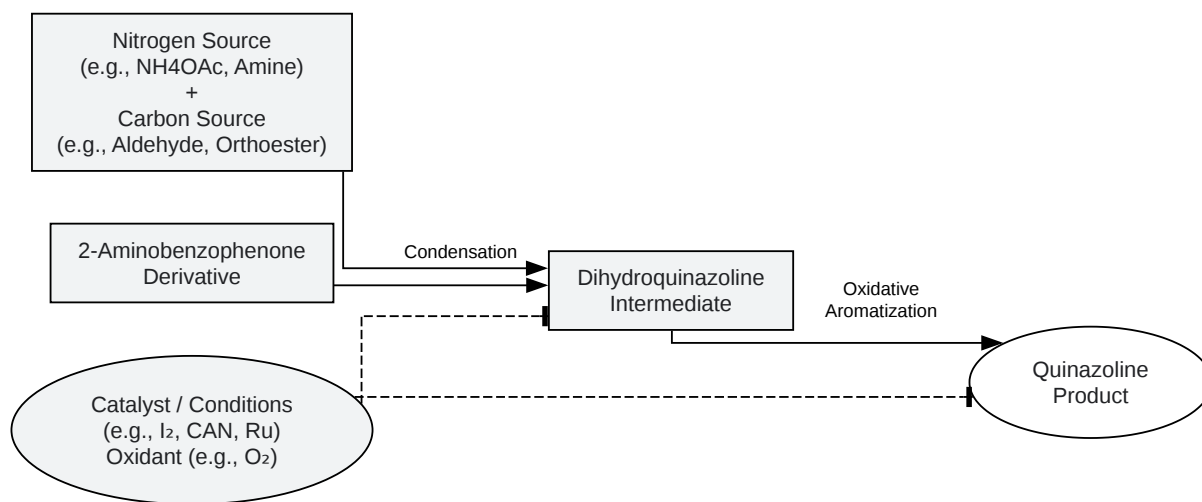 Nitrogen Source
(e.g., NH4OAc, Amine)
+
Carbon Source
(e.g., Aldehyde, Orthoester)
2-Aminobenzophenone
Derivative
Condensation
Dihydroquinazoline
Intermediate
Oxidative
Aromatization
Quinazoline
Product
Catalyst / Conditions
(e.g., I₂, CAN, Ru)
Oxidant (e.g., O₂)